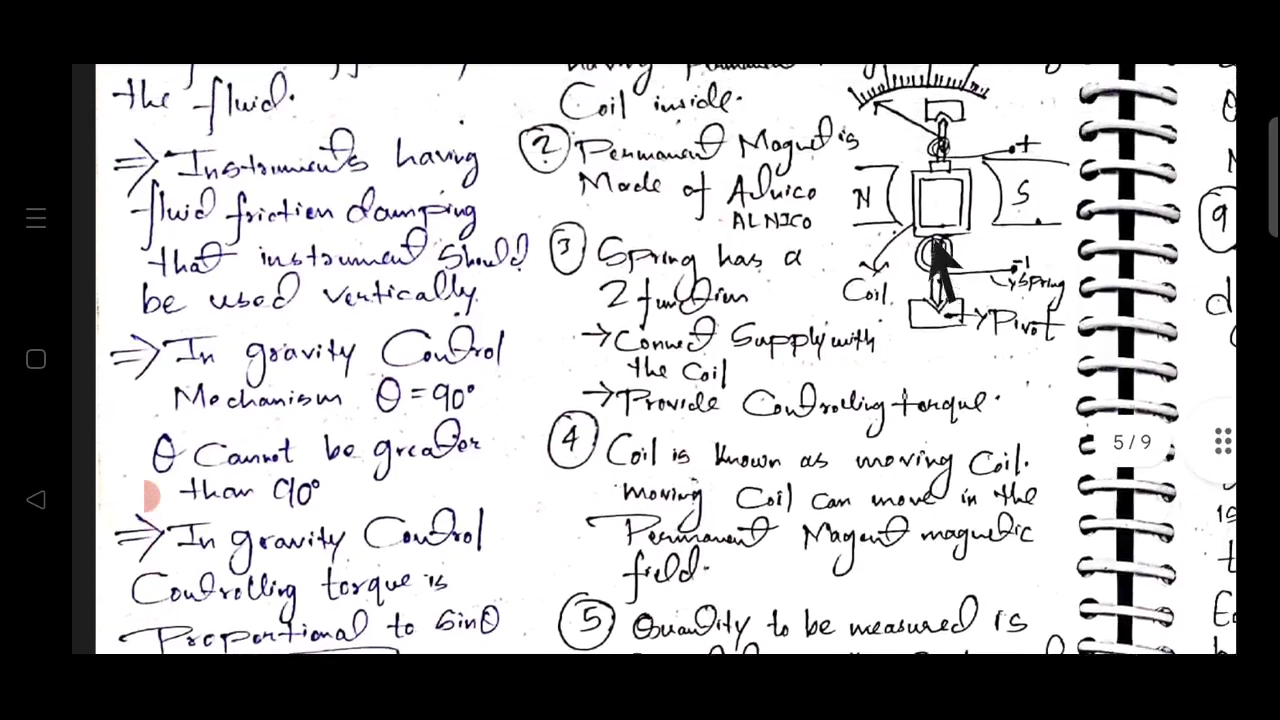 the fluid.
⇒ Instruments having
fluid friction damping
that instrument should
be used vertically.
⇒ In gravity Control
Mechanism θ = 90°
θ Cannot be greater
than 90°
⇒ In gravity Control
Controlling torque is
Proportional to Sinθ
having Permanent
Coil inside.
② Permanent Magnet is
Made of Alnico
ALNICO
③ Spring has a
2 function
→ Connect Supply with
the Coil
→ Provide Controlling torque.
④ Coil is known as moving Coil.
moving Coil can move in the
Permanent Magent magnetic
field.
⑤ Quantity to be measured is
+
N
S
-
Coil
Spring
Pivot
5/9
9
d